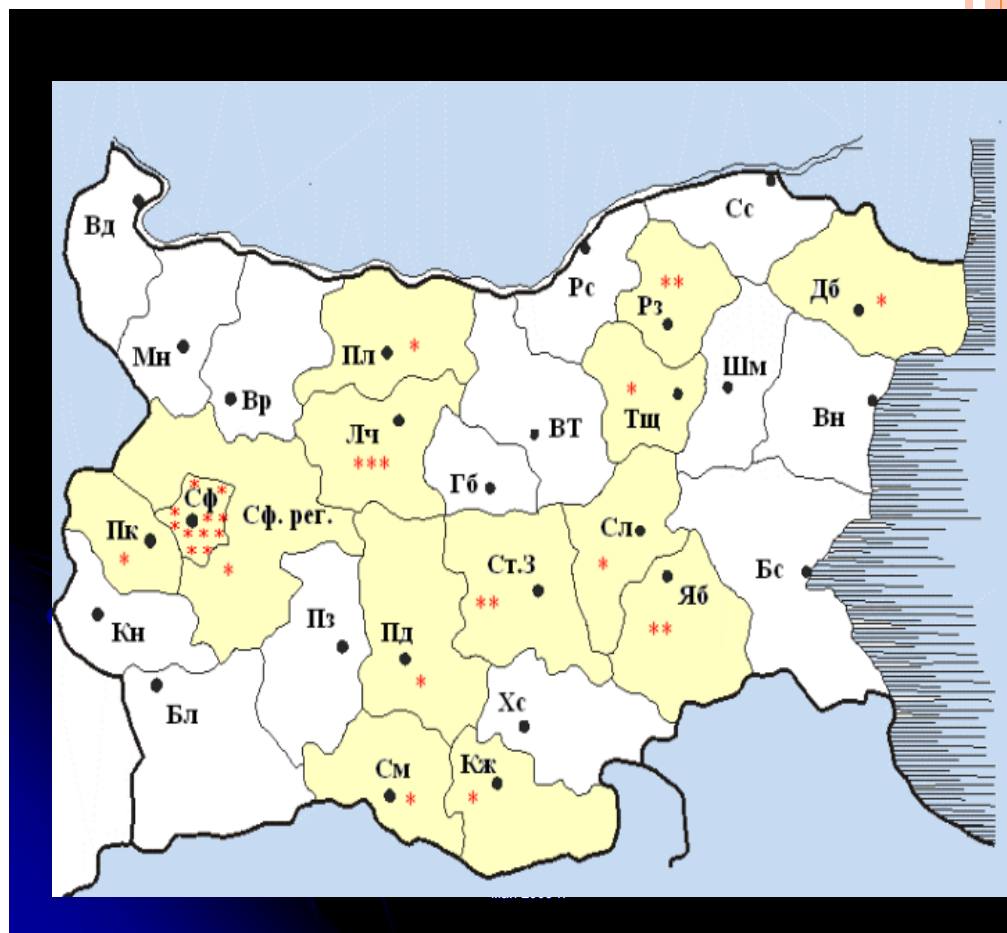 Сс
Вд
Рс
Дб
**
*
Рз
Мн
Пл
*
Шм
*
Вр
Тщ
Вн
ВТ
Лч
***
Гб
Сф
Сф. рег.
Сл
Пк
*
*
Ст.З
*
Бс
**
Яб
**
Кн
Пз
Пд
*
Бл
Хс
См
*
Кж
*